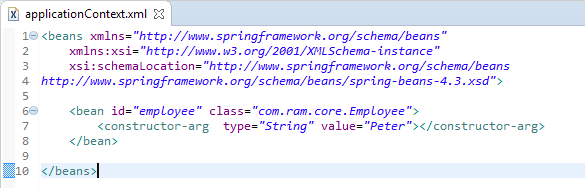 applicationContext.xml
1 <beans xmlns="http://www.springframework.org/schema/beans"
2 xmlns:xsi="http://www.w3.org/2001/XMLSchema-instance"
3 xsi:schemaLocation="http://www.springframework.org/schema/beans
4 http://www.springframework.org/schema/beans/spring-beans-4.3.xsd">
5
6 <bean id="employee" class="com.ram.core.Employee">
7 <constructor-arg type="String" value="Peter"></constructor-arg>
8 </bean>
9
10 </beans>